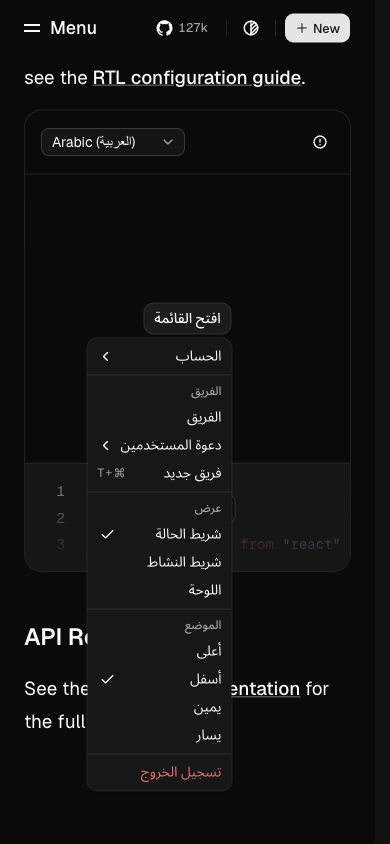 Menu
127k
New
see the RTL configuration guide.
Arabic (العربية)
افتح القائمة
الحساب
الفريق
الفريق
دعوة المستخدمين
فريق جديد
⌘+T
عرض
شريط الحالة
شريط النشاط
اللوحة
الموضع
أعلى
أسفل
يمين
يسار
تسجيل الخروج
1
2
3 from "react"
API Re
See the entation for
the full